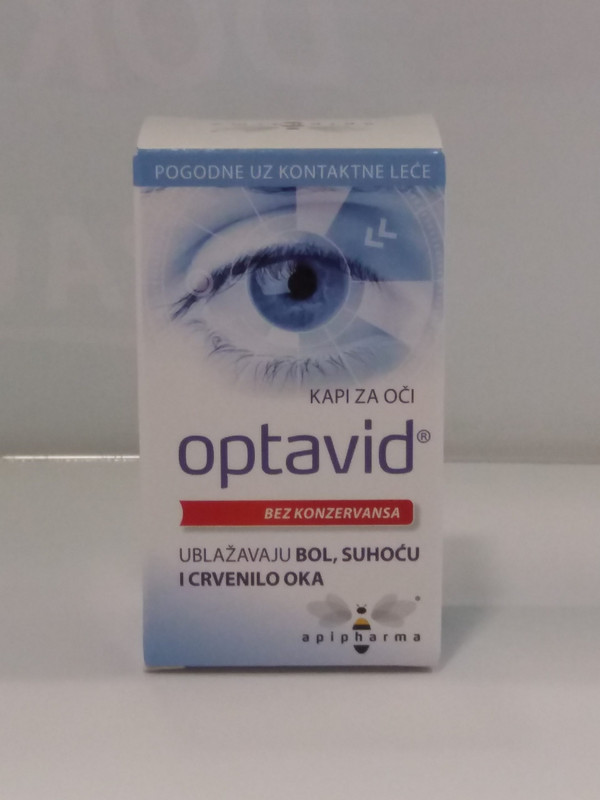 POGODNE UZ KONTAKTNE LEĆE
KAPI ZA OČI
optavid®
BEZ KONZERVANSA
UBLAŽAVAJU BOL, SUHOĆU
I CRVENILO OKA
apipharma